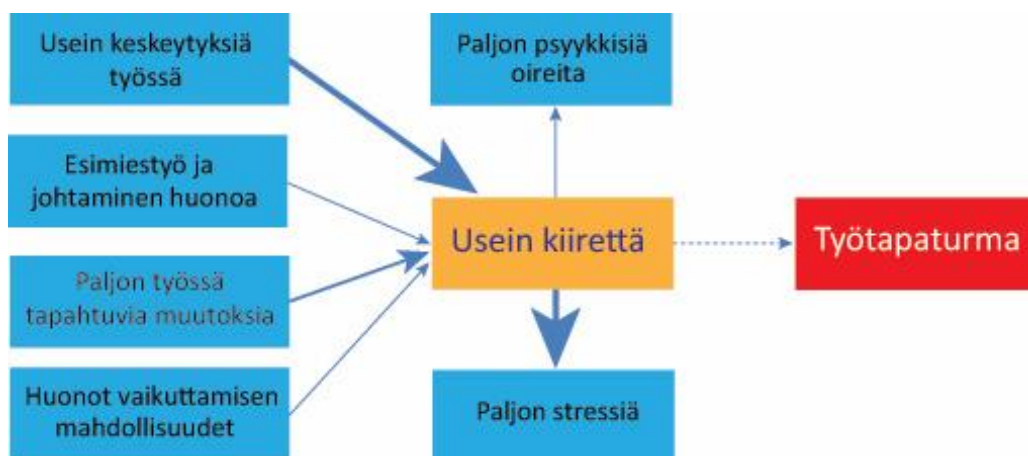 Usein keskeytyksiä
työssä
Paljon psyykkisiä
oireita
Esimiestyö ja
johtaminen huonoa
Usein kiirettä
Työtapaturma
Paljon työssä
tapahtuvia muutoksia
Huonot vaikuttamisen
mahdollisuudet
Paljon stressiä